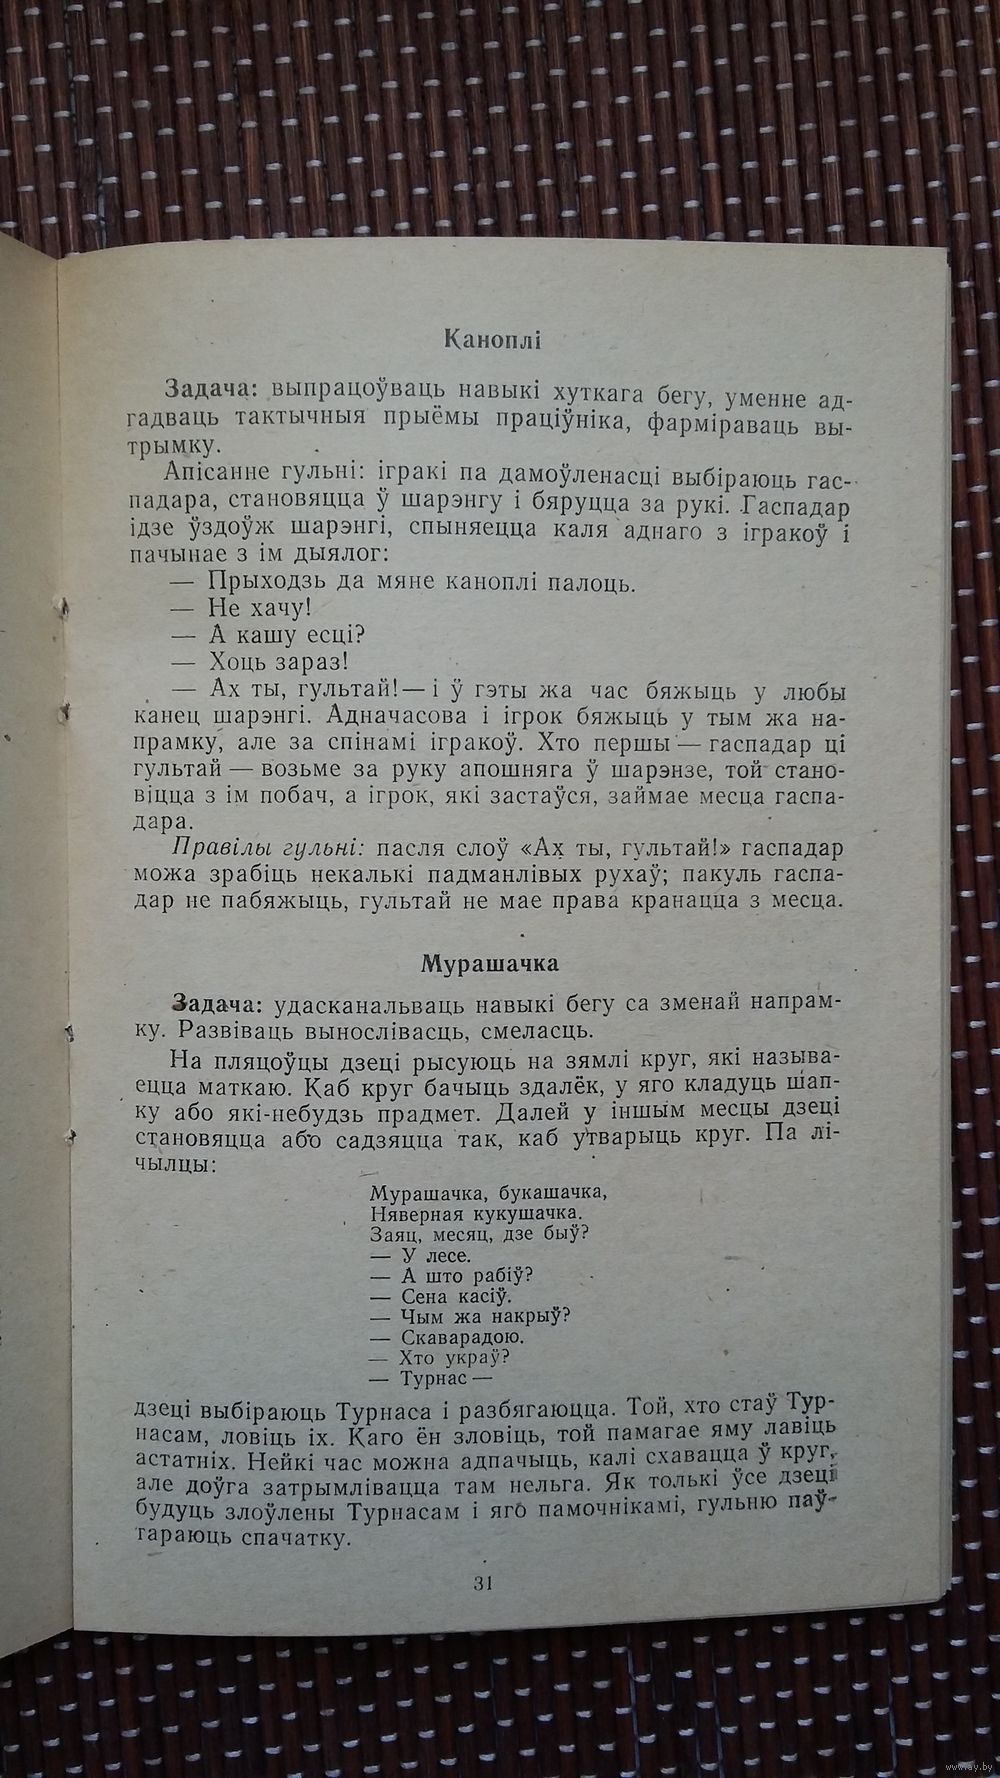 Каноплі
Задача: выпрацоўваць навыкі хуткага бегу, уменне ад-
гадваць тактычныя прыёмы праціўніка, фарміраваць вы-
трымку.
Апісанне гульні: ігракі па дамоўленасці выбіраюць гас-
падара, становяцца ў шарэнгу і бяруцца за рукі. Гаспадар
ідзе ўздоўж шарэнгі, спыняецца каля аднаго з ігракоў і
пачынае з ім дыялог:
— Прыходзь да мяне каноплі палоць.
— Не хачу!
— А кашу есці?
— Хоць зараз!
— Ах ты, гультай! — і ў гэты жа час бяжыць у любы
канец шарэнгі. Адначасова і ігрок бяжыць у тым жа на-
прамку, але за спінамі ігракоў. Хто першы — гаспадар ці
гультай — возьме за руку апошняга ў шарэнзе, той стано-
віцца з ім побач, а ігрок, які застаўся, займае месца гаспа-
дара.
Правілы гульні: пасля слоў «Ах ты, гультай!» гаспадар
можа зрабіць некалькі падманлівых рухаў; пакуль гаспа-
дар не пабяжыць, гультай не мае права кранацца з месца.
Мурашачка
Задача: удасканальваць навыкі бегу са зменай напрам-
ку. Развіваць вынослівасць, смеласць.
На пляцоўцы дзеці рысуюць на зямлі круг, які называ-
ецца маткаю. Каб круг бачыць здалёк, у яго кладуць шап-
ку або які-небудзь прадмет. Далей у іншым месцы дзеці
становяцца або садзяцца так, каб утварыць круг. Па лі-
чылцы:
Мурашачка, букашачка,
Няверная кукушачка.
Заяц, месяц, дзе быў?
— У лесе.
— А што рабіў?
— Сена касіў.
— Чым жа накрыў?
— Скаварадою.
— Хто украў?
— Турнас —
дзеці выбіраюць Турнаса і разбягаюцца. Той, хто стаў Тур-
насам, ловіць іх. Каго ён зловіць, той памагае яму лавіць
астатніх. Нейкі час можна адпачыць, калі схавацца ў круг,
але доўга затрымлівацца там нельга. Як толькі ўсе дзеці
будуць злоўлены Турнасам і яго памочнікамі, гульню паў-
тараюць спачатку.
31
www.ay.by